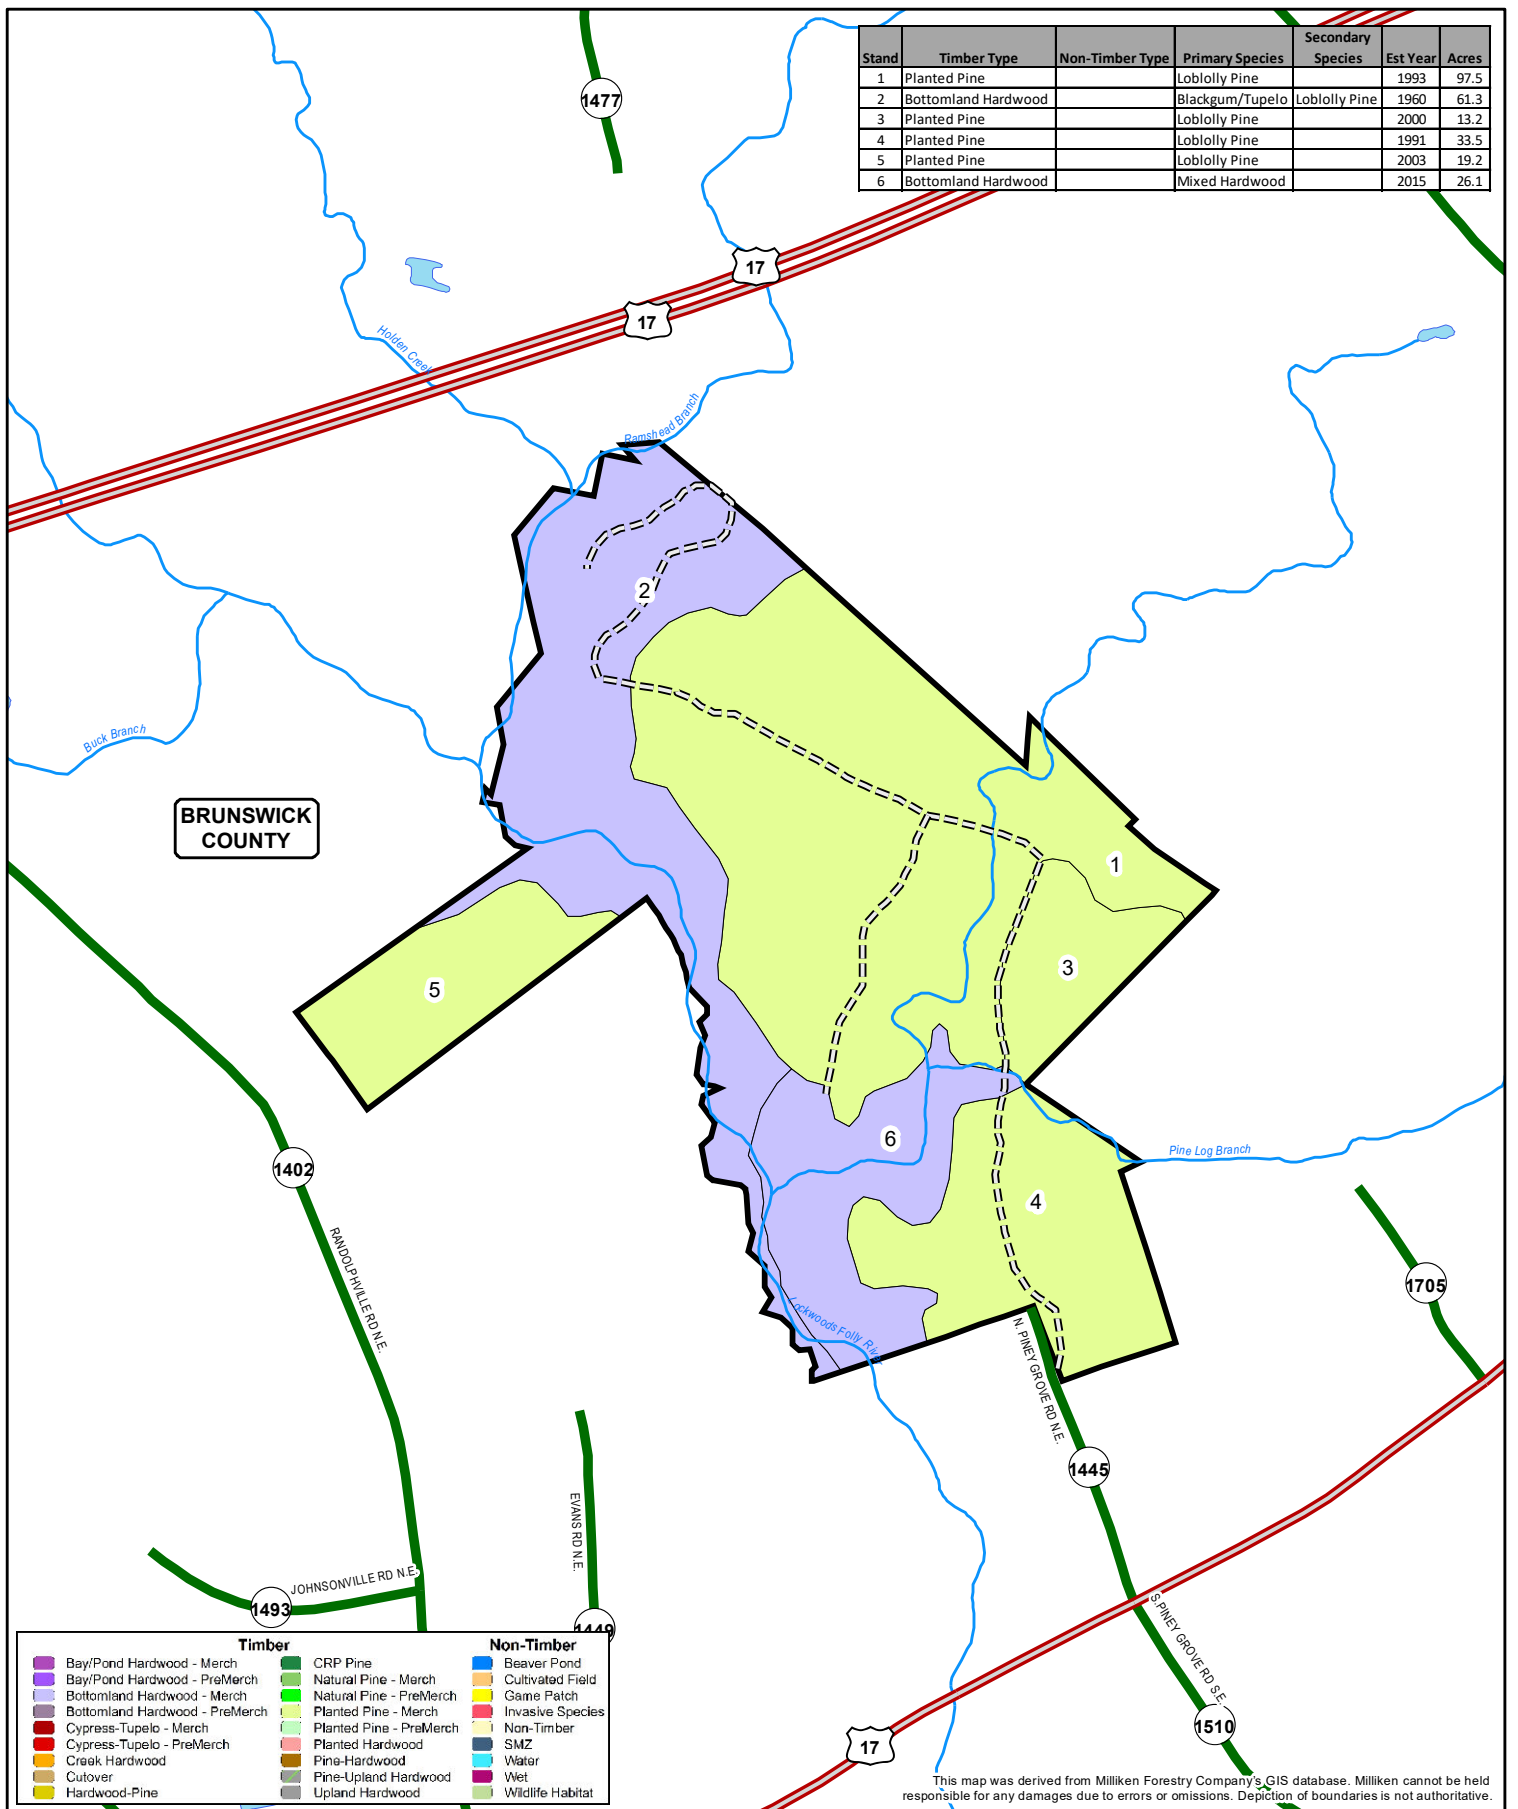 Stand Timber Type Non-Timber Type Primary Species Secondary Species Est Year Acres
1 Planted Pine Loblolly Pine 1993 97.5
2 Bottomland Hardwood Blackgum/Tupelo Loblolly Pine 1960 61.3
3 Planted Pine Loblolly Pine 2000 13.2
4 Planted Pine Loblolly Pine 1991 33.5
5 Planted Pine Loblolly Pine 2003 19.2
6 Bottomland Hardwood Mixed Hardwood 2015 26.1
1477
17
17
Holden Creek
Ramshead Branch
2
Buck Branch
BRUNSWICK
COUNTY
1
3
5
6
Pine Log Branch
1402
4
RANDOLPHVILLE RD N.E.
1705
Lockwoods Folly River
N. PINEY GROVE RD N.E.
1445
EVANS RD N.E.
JOHNSONVILLE RD N.E.
1493
1449
S. PINEY GROVE RD S.E.
1510
17
Timber Non-Timber
Bay/Pond Hardwood - Merch CRP Pine Beaver Pond
Bay/Pond Hardwood - PreMerch Natural Pine - Merch Cultivated Field
Bottomland Hardwood - Merch Natural Pine - PreMerch Game Patch
Bottomland Hardwood - PreMerch Planted Pine - Merch Invasive Species
Cypress-Tupelo - Merch Planted Pine - PreMerch Non-Timber
Cypress-Tupelo - PreMerch Planted Hardwood SMZ
Creek Hardwood Pine-Hardwood Water
Cutover Pine-Upland Hardwood Wet
Hardwood-Pine Upland Hardwood Wildlife Habitat
This map was derived from Milliken Forestry Company's GIS database. Milliken cannot be held
responsible for any damages due to errors or omissions. Depiction of boundaries is not authoritative.